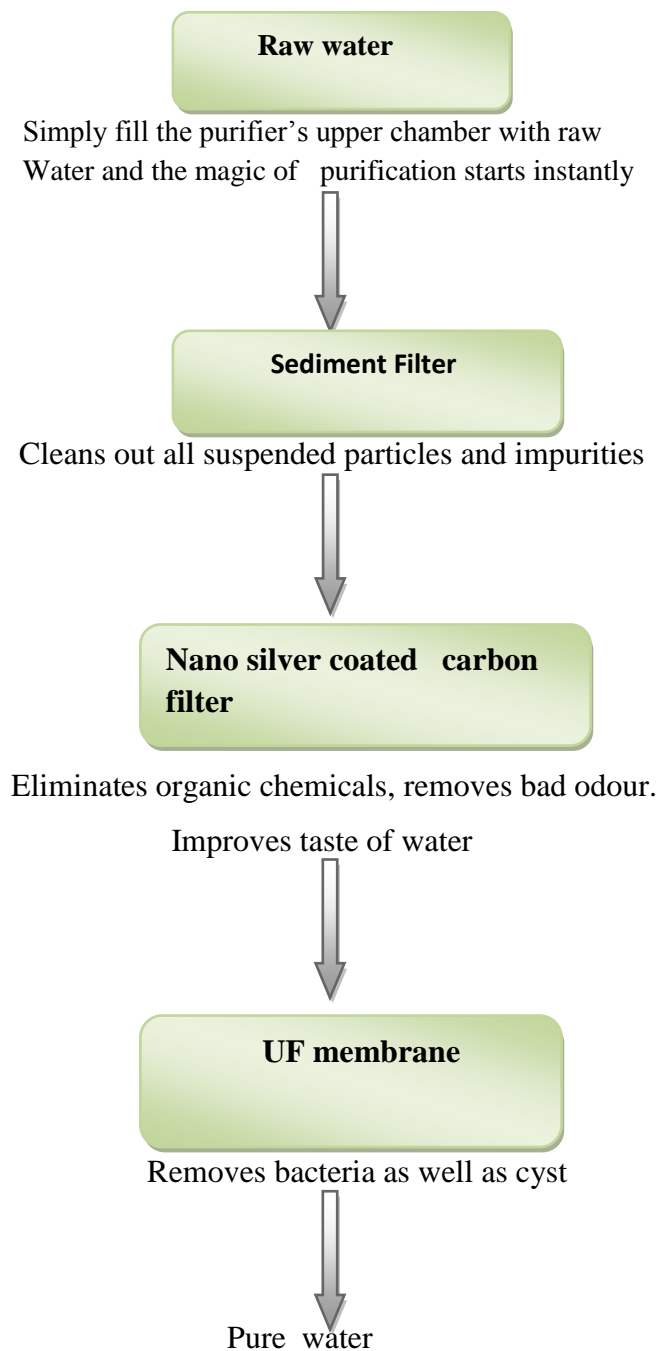 Raw water
Simply fill the purifier’s upper chamber with raw
Water and the magic of purification starts instantly
Sediment Filter
Cleans out all suspended particles and impurities
Nano silver coated carbon
filter
Eliminates organic chemicals, removes bad odour.
Improves taste of water
UF membrane
Removes bacteria as well as cyst
Pure water